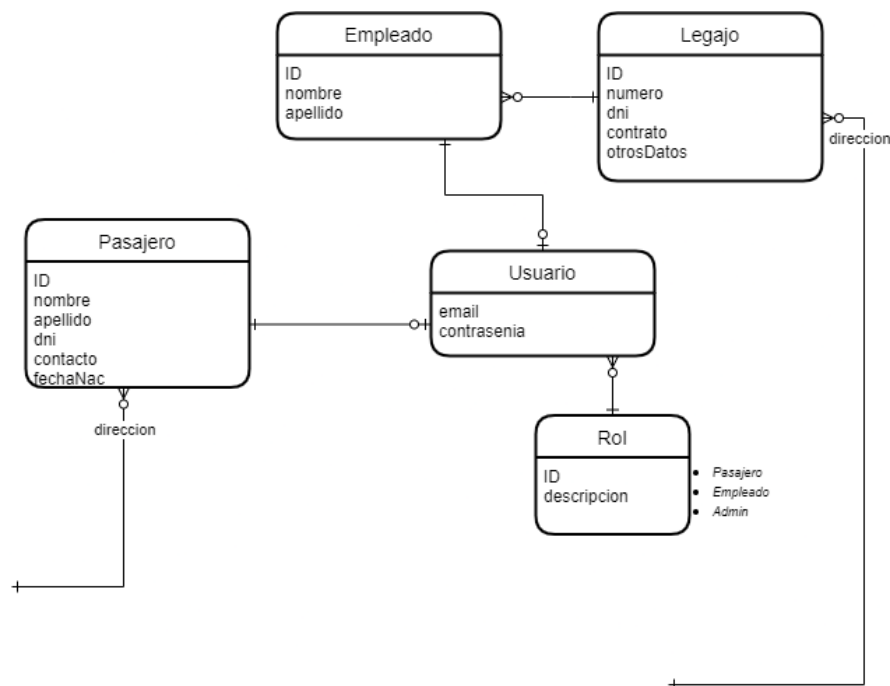 Empleado
ID
nombre
apellido
Legajo
ID
numero
dni
contrato
otrosDatos
direccion
Pasajero
ID
nombre
apellido
dni
contacto
fechaNac
direccion
Usuario
email
contrasenia
Rol
ID
descripcion
Pasajero
Empleado
Admin